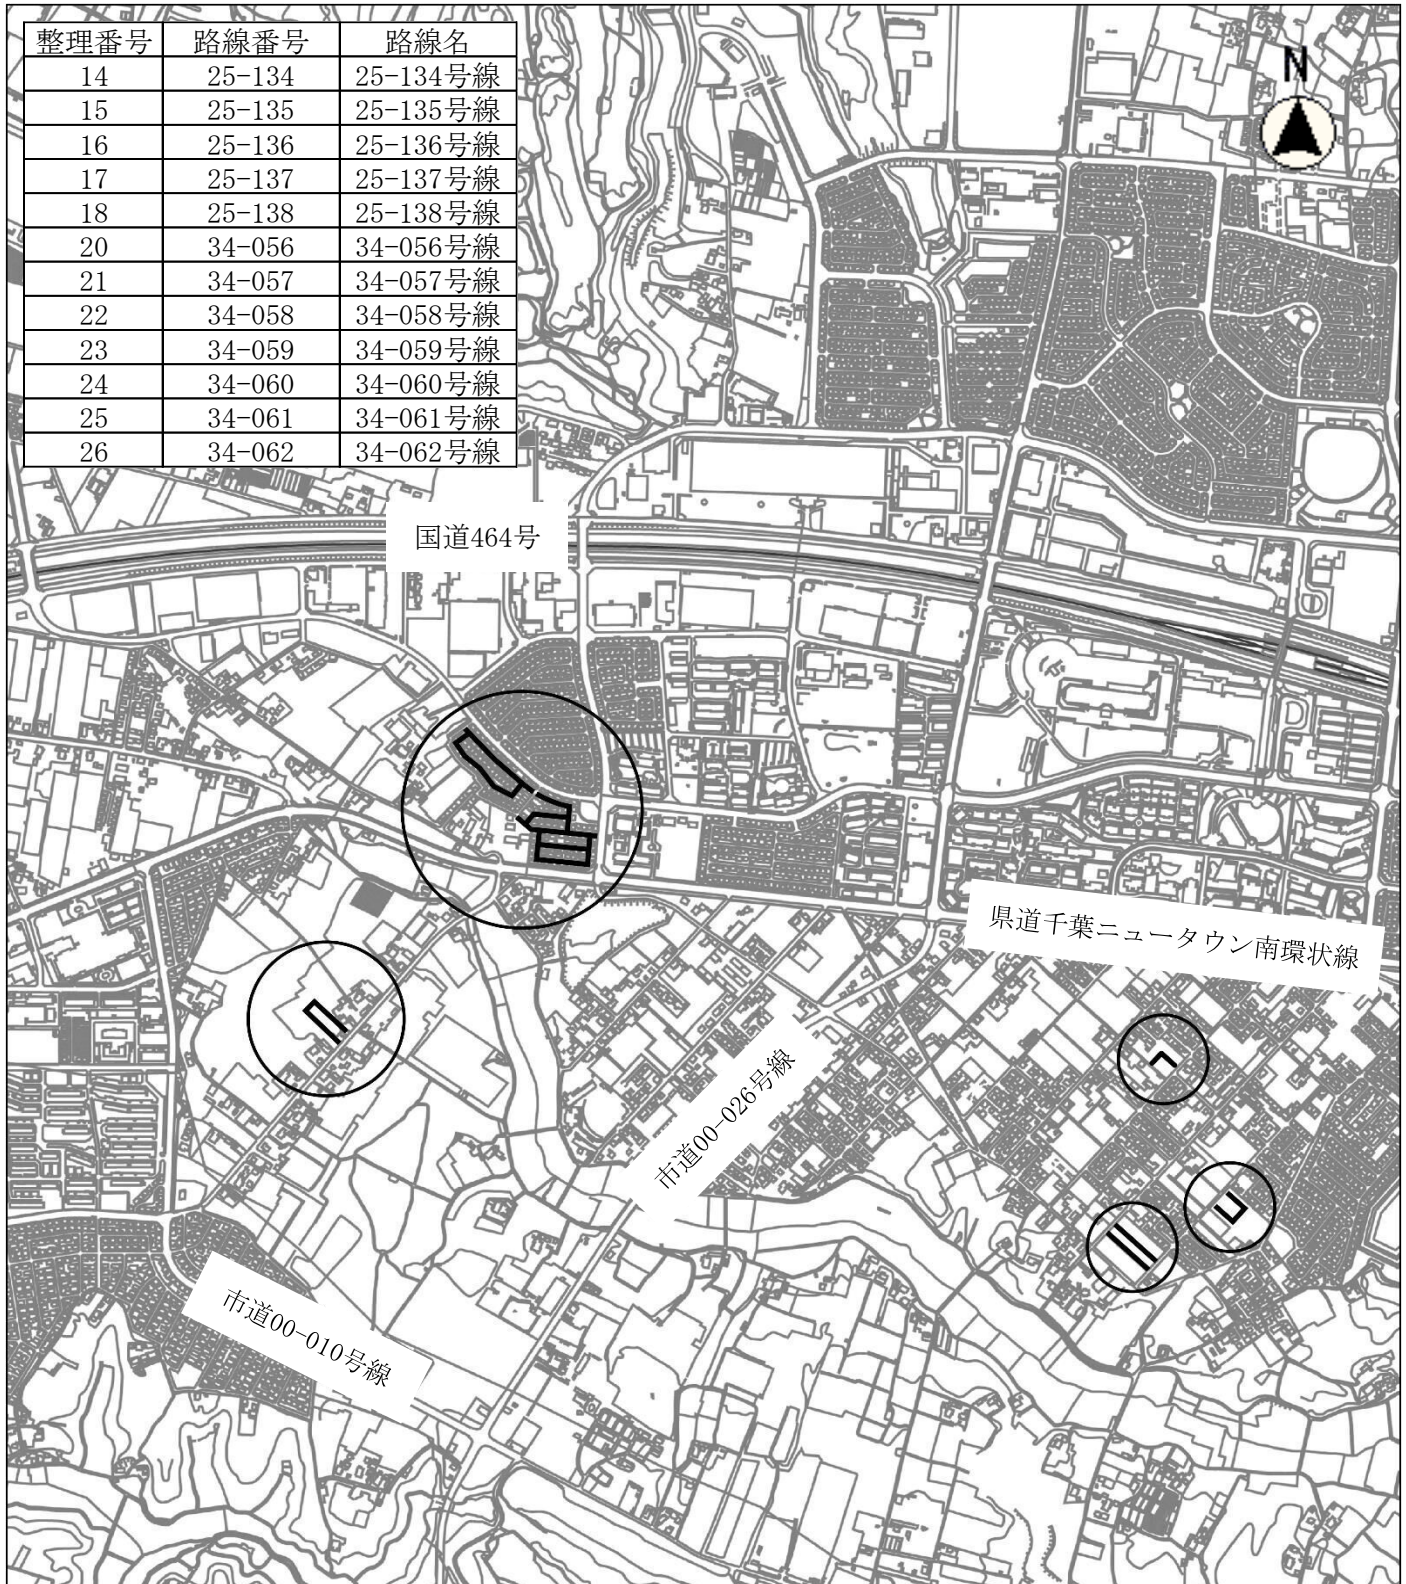 整理番号 路線番号 路線名
14 25-134 25-134号線
15 25-135 25-135号線
16 25-136 25-136号線
17 25-137 25-137号線
18 25-138 25-138号線
20 34-056 34-056号線
21 34-057 34-057号線
22 34-058 34-058号線
23 34-059 34-059号線
24 34-060 34-060号線
25 34-061 34-061号線
26 34-062 34-062号線
N
国道464号
県道千葉ニュータウン南環状線
市道00-026号線
市道00-010号線